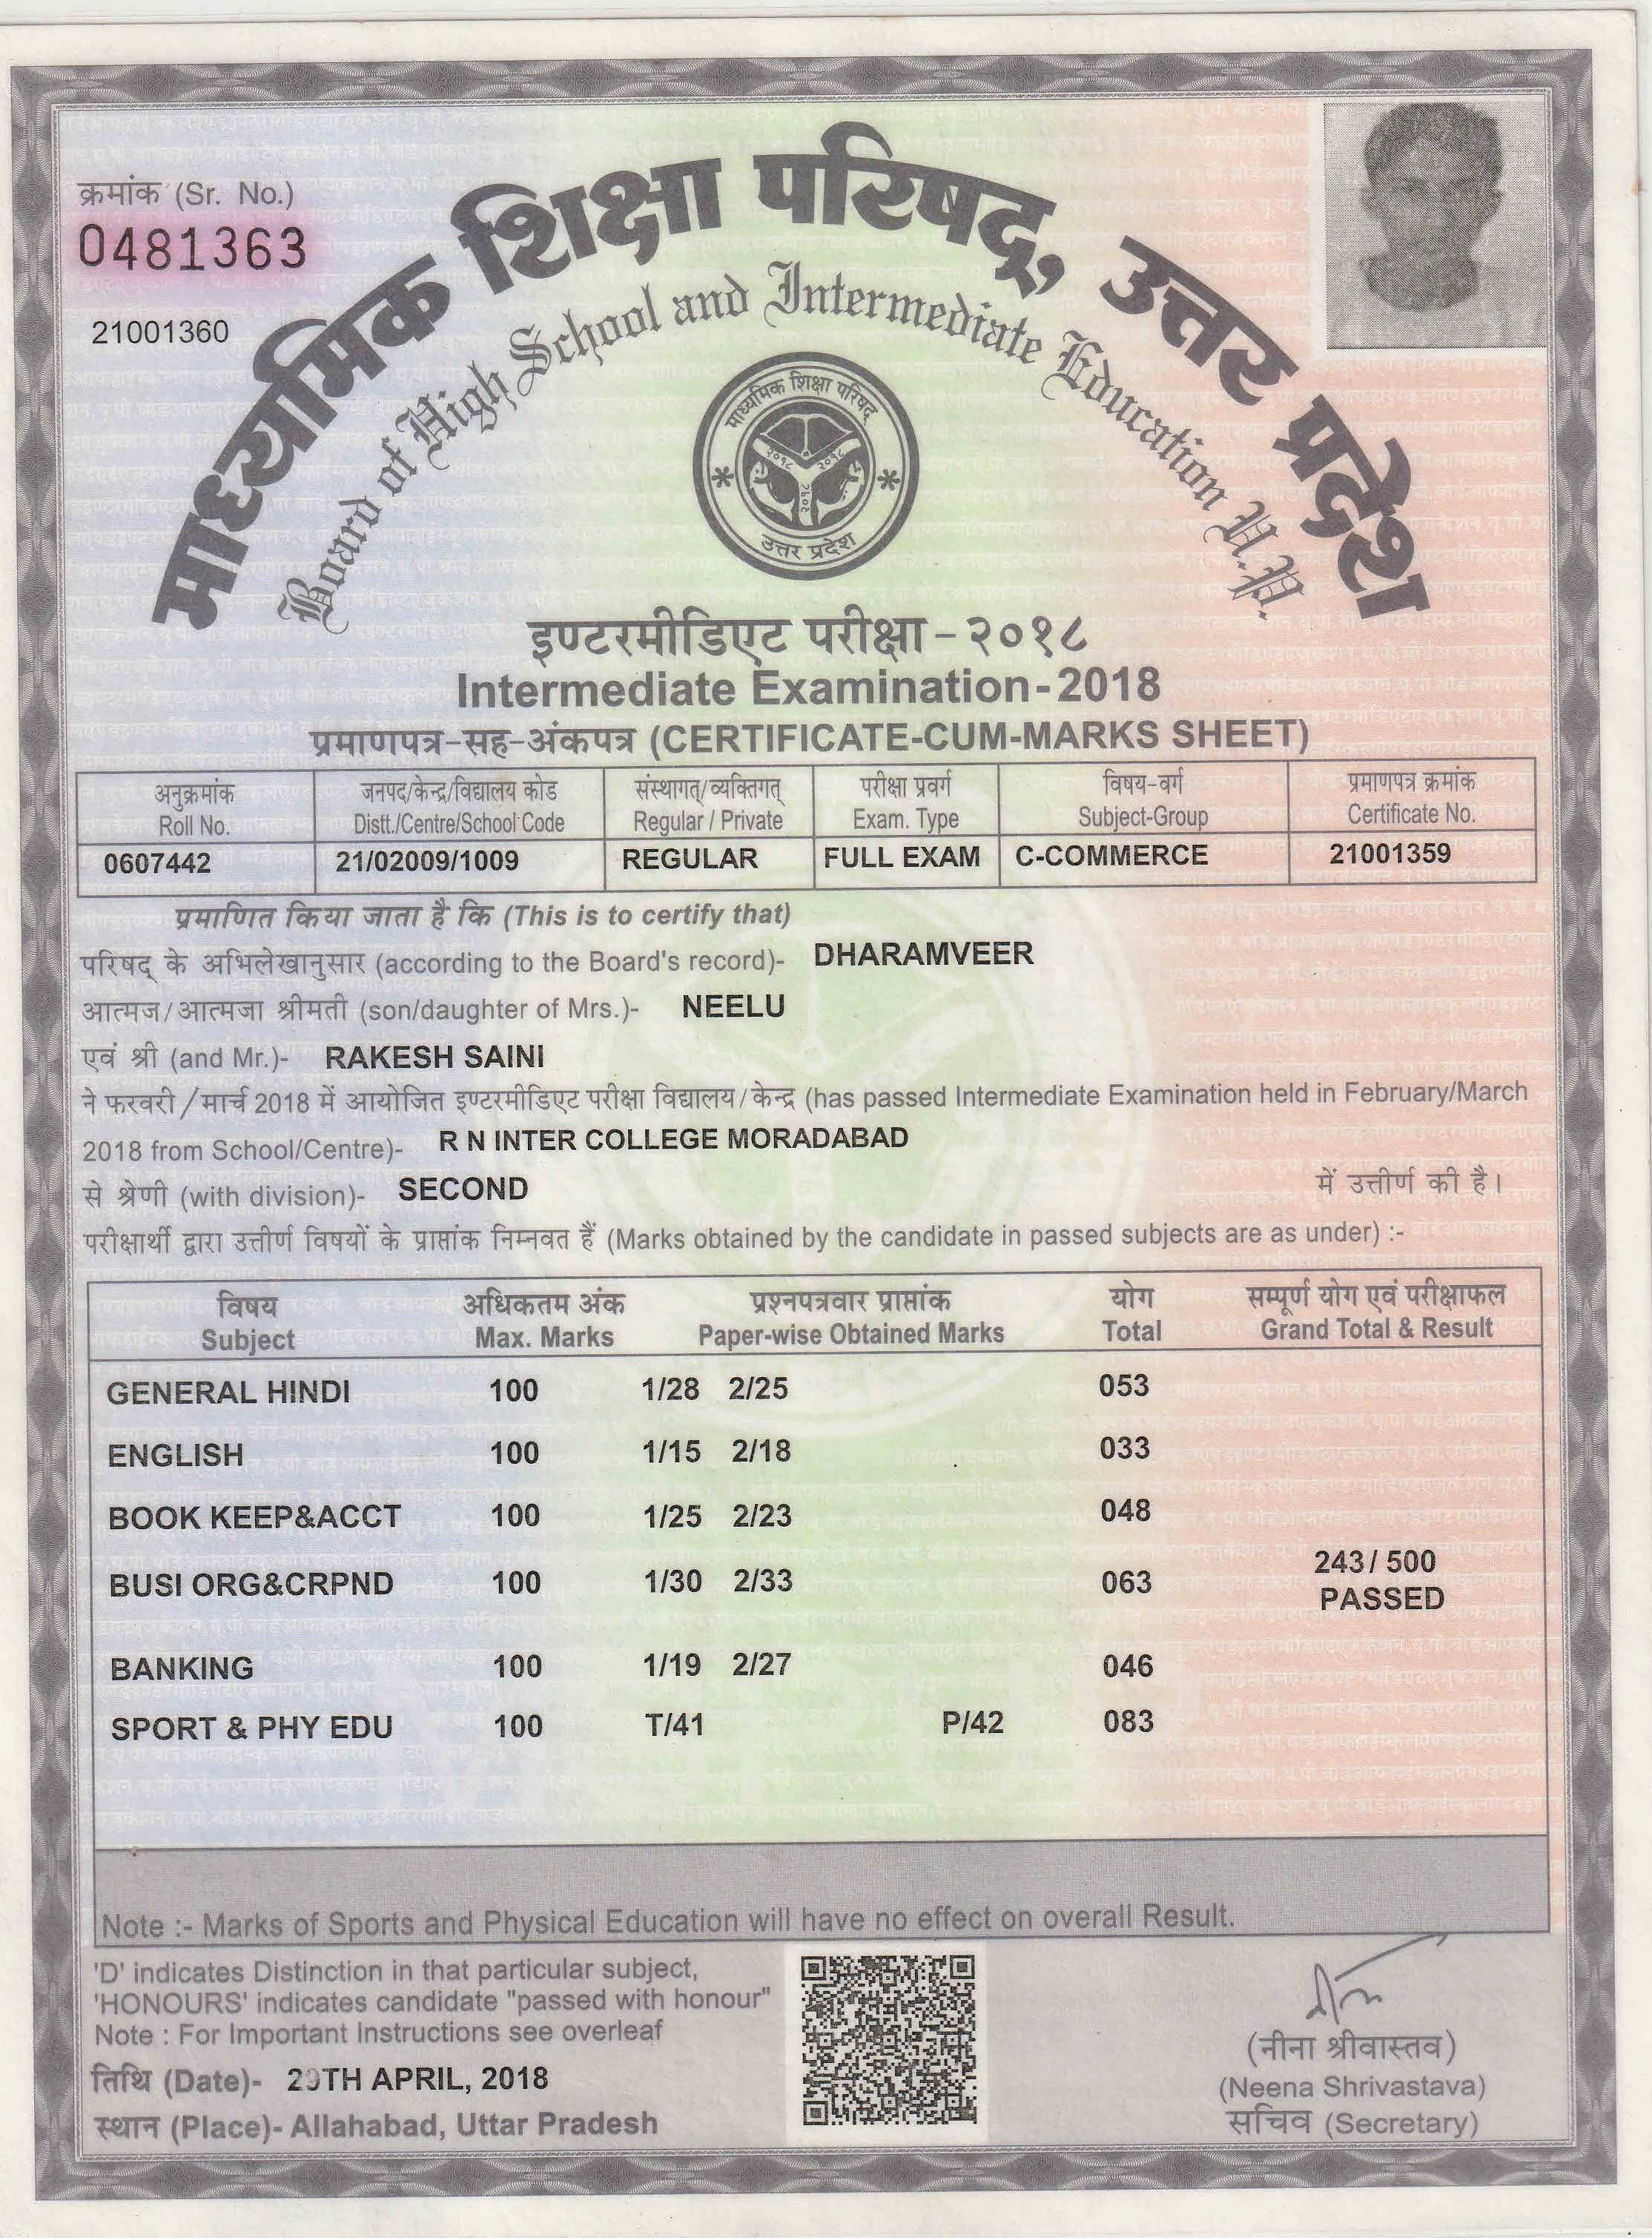 क्रमांक (Sr. No.)
0481363
21001360
माध्यमिक शिक्षा परिषद्, उत्तर प्रदेश
Board of High School and Intermediate Education U.P.
माध्यमिक शिक्षा परिषद्
२०१८ २०१८
२०१८
उत्तर प्रदेश
इण्टरमीडिएट परीक्षा - २०१८
Intermediate Examination - 2018
प्रमाणपत्र-सह-अंकपत्र (CERTIFICATE-CUM-MARKS SHEET)
अनुक्रमांक जनपद/केन्द्र/विद्यालय कोड संस्थागत्/व्यक्तिगत् परीक्षा प्रवर्ग विषय-वर्ग प्रमाणपत्र क्रमांक
Roll No. Distt./Centre/School Code Regular / Private Exam. Type Subject-Group Certificate No.
0607442 21/02009/1009 REGULAR FULL EXAM C-COMMERCE 21001359
प्रमाणित किया जाता है कि (This is to certify that)
परिषद् के अभिलेखानुसार (according to the Board's record)- DHARAMVEER
आत्मज/आत्मजा श्रीमती (son/daughter of Mrs.)- NEELU
एवं श्री (and Mr.)- RAKESH SAINI
ने फरवरी/मार्च 2018 में आयोजित इण्टरमीडिएट परीक्षा विद्यालय/केन्द्र (has passed Intermediate Examination held in February/March
2018 from School/Centre)- R N INTER COLLEGE MORADABAD
से श्रेणी (with division)- SECOND में उत्तीर्ण की है।
परीक्षार्थी द्वारा उत्तीर्ण विषयों के प्राप्तांक निम्नवत हैं (Marks obtained by the candidate in passed subjects are as under) :-
विषय अधिकतम अंक प्रश्नपत्रवार प्राप्तांक योग सम्पूर्ण योग एवं परीक्षाफल
Subject Max. Marks Paper-wise Obtained Marks Total Grand Total & Result
GENERAL HINDI 100 1/28 2/25 053
ENGLISH 100 1/15 2/18 033
BOOK KEEP&ACCT 100 1/25 2/23 048
BUSI ORG&CRPND 100 1/30 2/33 063 243/ 500
PASSED
BANKING 100 1/19 2/27 046
SPORT & PHY EDU 100 T/41 P/42 083
Note :- Marks of Sports and Physical Education will have no effect on overall Result.
'D' indicates Distinction in that particular subject,
'HONOURS' indicates candidate "passed with honour"
Note : For Important Instructions see overleaf
तिथि (Date)- APRIL, 2018
स्थान (Place)- Allahabad, Uttar Pradesh
(नीना श्रीवास्तव)
(Neena Shrivastava)
सचिव (Secretary)